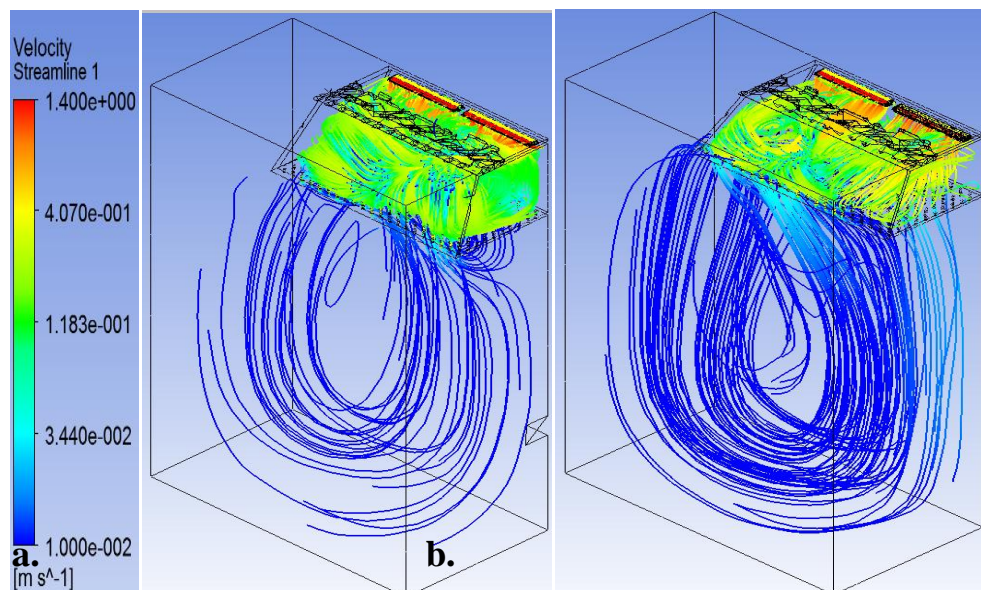 Velocity
Streamline 1
1.400e+000
4.070e-001
1.183e-001
3.440e-002
1.000e-002
[m s^-1]
a.
b.